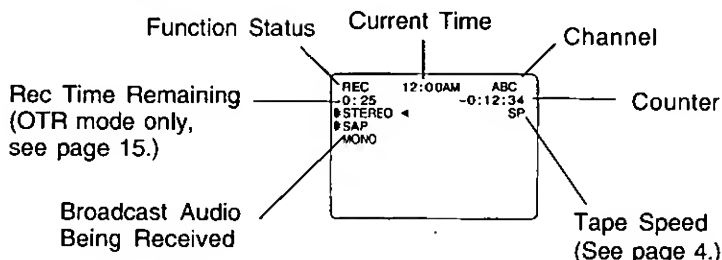 Function Status
Current Time
Channel
Rec Time Remaining
(OTR mode only,
see page 15.)
REC 12:00AM ABC
-0:25 -0:12:34
▶STEREO ◀ SP
▶SAP
MONO
Counter
Broadcast Audio
Being Received
Tape Speed
(See page 4.)